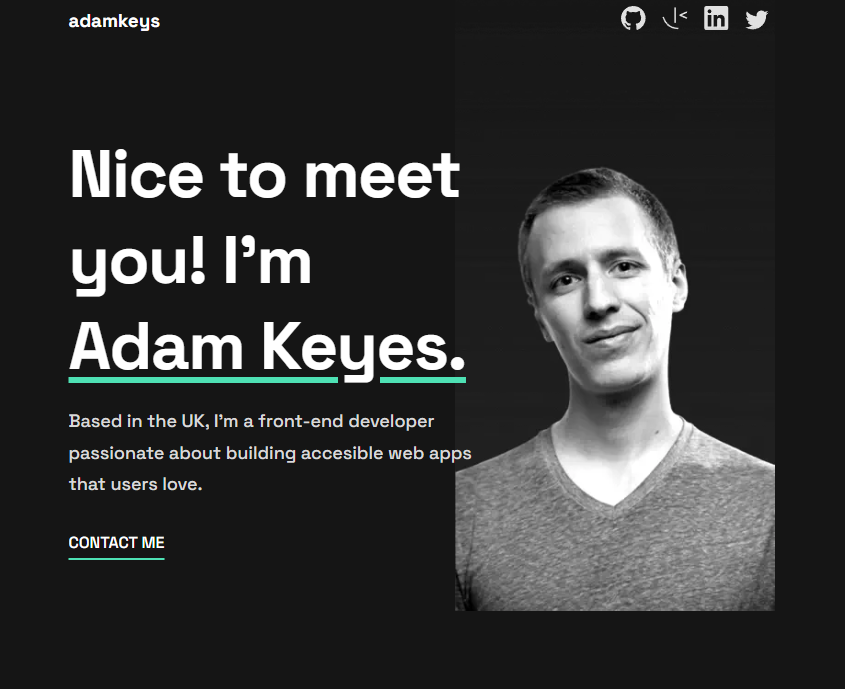 adamkeys
Nice to meet
you! I’m
Adam Keyes.
Based in the UK, I’m a front-end developer
passionate about building accesible web apps
that users love.
CONTACT ME